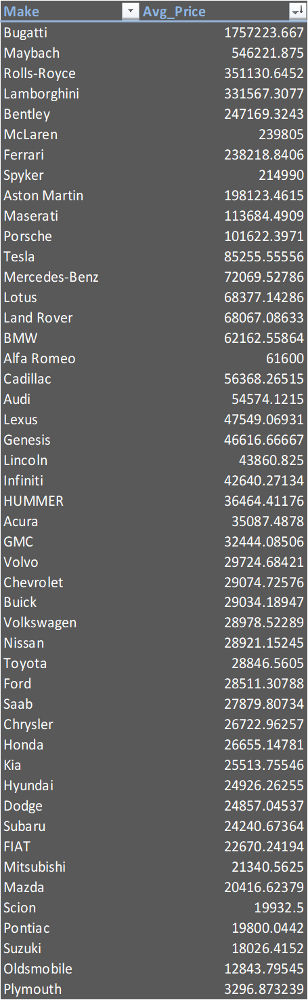 Make Avg_Price
Bugatti 1757223.667
Maybach 546221.875
Rolls-Royce 351130.6452
Lamborghini 331567.3077
Bentley 247169.3243
McLaren 239805
Ferrari 238218.8406
Spyker 214990
Aston Martin 198123.4615
Maserati 113684.4909
Porsche 101622.3971
Tesla 85255.55556
Mercedes-Benz 72069.52786
Lotus 68377.14286
Land Rover 68067.08633
BMW 62162.55864
Alfa Romeo 61600
Cadillac 56368.26515
Audi 54574.1215
Lexus 47549.06931
Genesis 46616.66667
Lincoln 43860.825
Infiniti 42640.27134
HUMMER 36464.41176
Acura 35087.4878
GMC 32444.08506
Volvo 29724.68421
Chevrolet 29074.72576
Buick 29034.18947
Volkswagen 28978.52289
Nissan 28921.15245
Toyota 28846.5605
Ford 28511.30788
Saab 27879.80734
Chrysler 26722.96257
Honda 26655.14781
Kia 25513.75546
Hyundai 24926.26255
Dodge 24857.04537
Subaru 24240.67364
FIAT 22670.24194
Mitsubishi 21340.5625
Mazda 20416.62379
Scion 19932.5
Pontiac 19800.0442
Suzuki 18026.4152
Oldsmobile 12843.79545
Plymouth 3296.873239